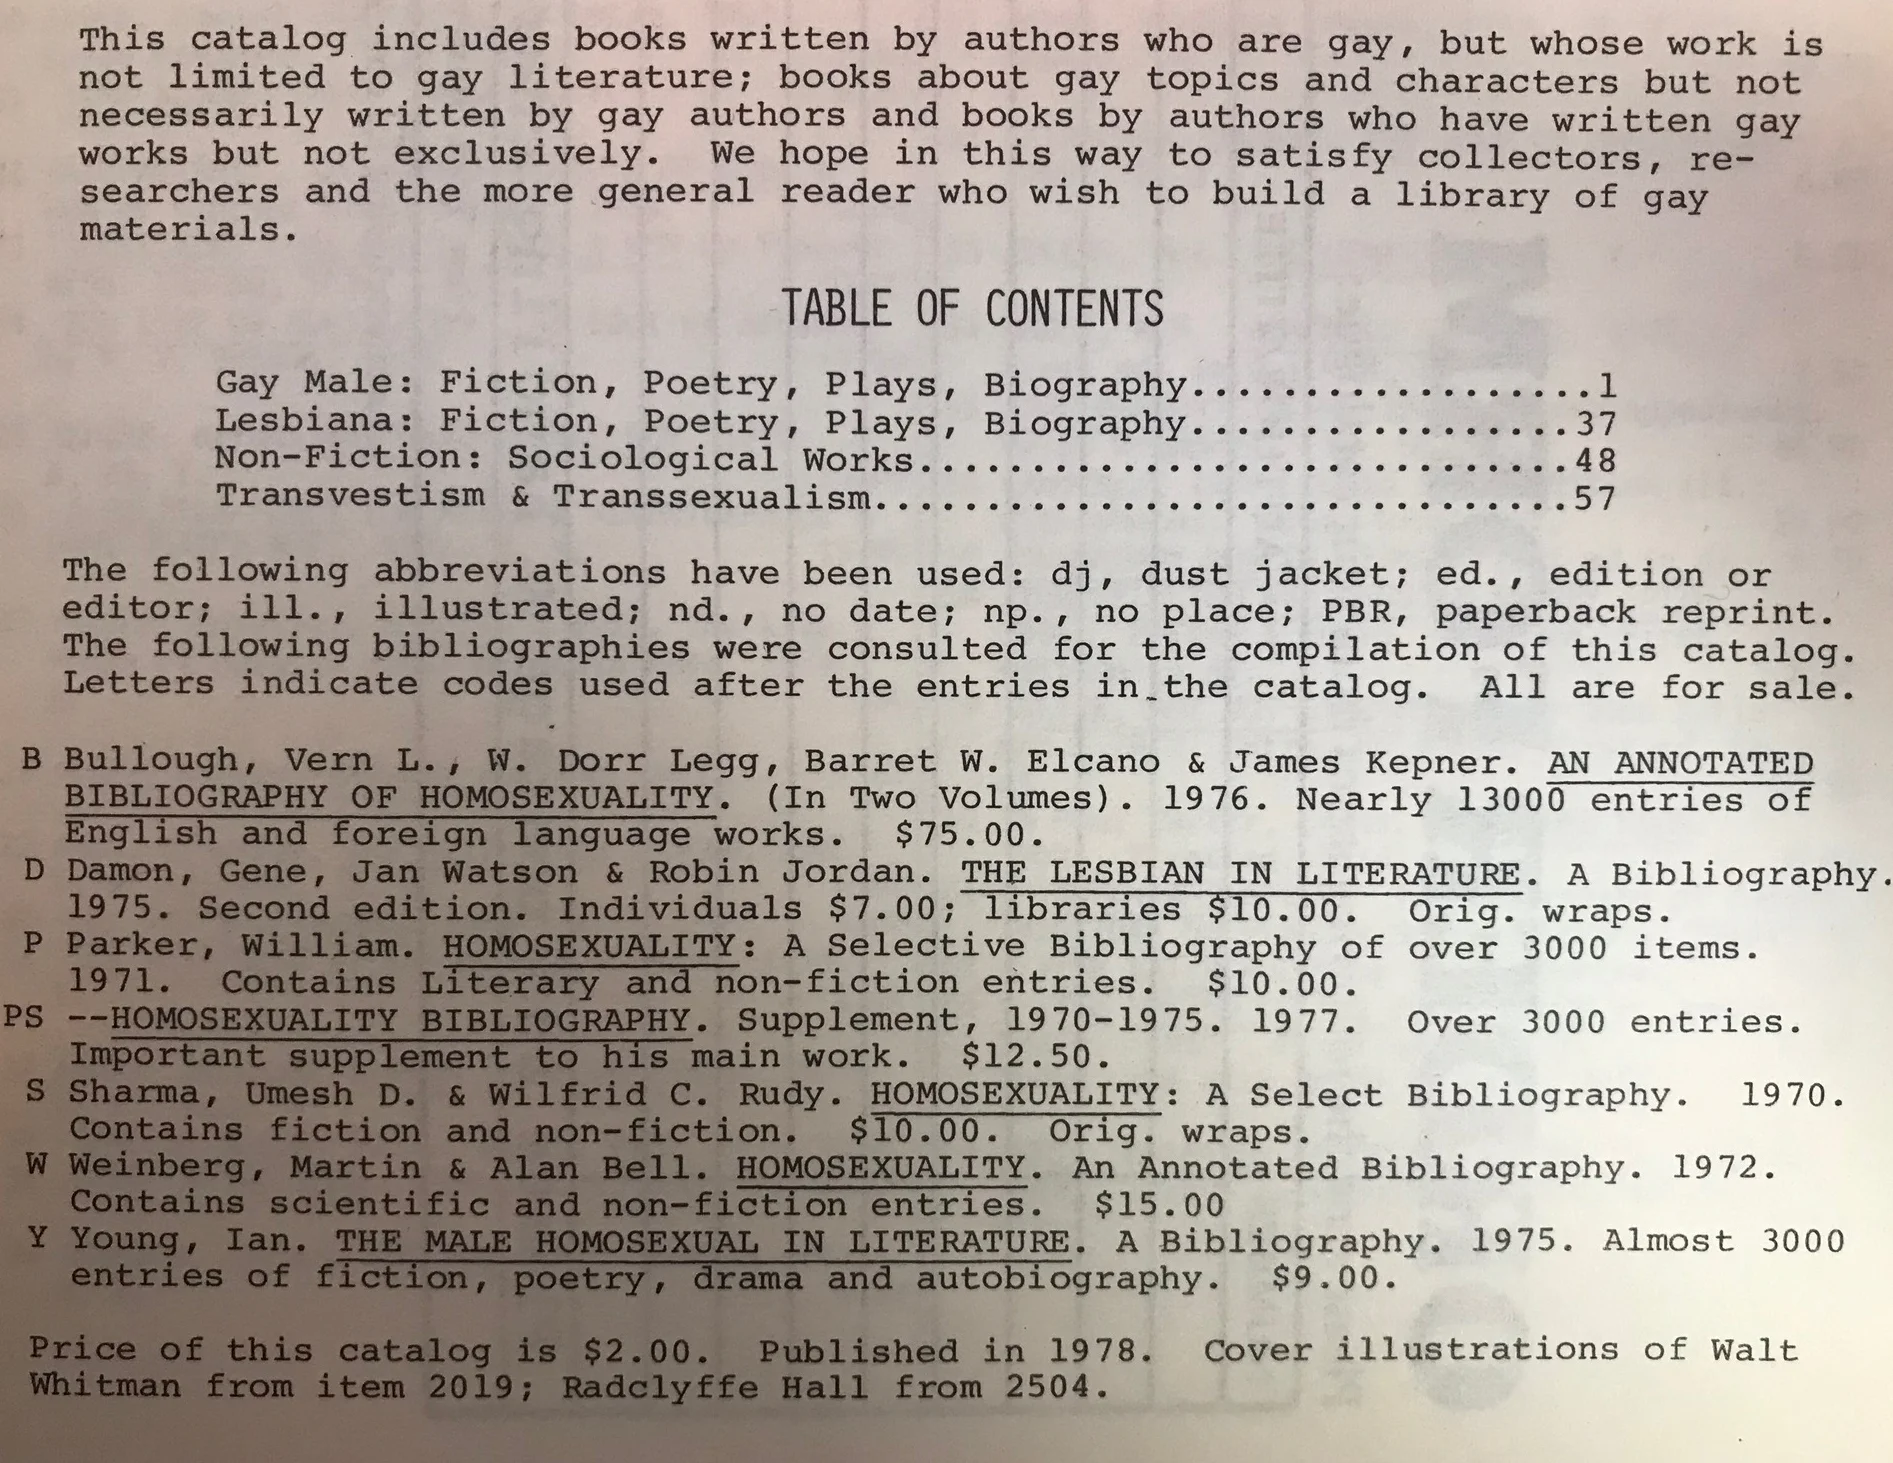 This catalog includes books written by authors who are gay, but whose work is
not limited to gay literature; books about gay topics and characters but not
necessarily written by gay authors and books by authors who have written gay
works but not exclusively.  We hope in this way to satisfy collectors, re-
searchers and the more general reader who wish to build a library of gay
materials.
TABLE OF CONTENTS
Gay Male: Fiction, Poetry, Plays, Biography..................1
Lesbiana: Fiction, Poetry, Plays, Biography.................37
Non-Fiction: Sociological Works.............................48
Transvestism & Transsexualism...............................57
The following abbreviations have been used: dj, dust jacket; ed., edition or
editor; ill., illustrated; nd., no date; np., no place; PBR, paperback reprint.
The following bibliographies were consulted for the compilation of this catalog.
Letters indicate codes used after the entries in the catalog.  All are for sale.
B Bullough, Vern L., W. Dorr Legg, Barret W. Elcano & James Kepner. AN ANNOTATED
BIBLIOGRAPHY OF HOMOSEXUALITY. (In Two Volumes). 1976. Nearly 13000 entries of
English and foreign language works.  $75.00.
D Damon, Gene, Jan Watson & Robin Jordan. THE LESBIAN IN LITERATURE. A Bibliography.
1975. Second edition. Individuals $7.00; libraries $10.00.  Orig. wraps.
P Parker, William. HOMOSEXUALITY: A Selective Bibliography of over 3000 items.
1971.  Contains Literary and non-fiction entries.  $10.00.
PS --HOMOSEXUALITY BIBLIOGRAPHY. Supplement, 1970-1975. 1977.  Over 3000 entries.
Important supplement to his main work.  $12.50.
S Sharma, Umesh D. & Wilfrid C. Rudy. HOMOSEXUALITY: A Select Bibliography.  1970.
Contains fiction and non-fiction.  $10.00.  Orig. wraps.
W Weinberg, Martin & Alan Bell. HOMOSEXUALITY. An Annotated Bibliography. 1972.
Contains scientific and non-fiction entries.  $15.00
Y Young, Ian. THE MALE HOMOSEXUAL IN LITERATURE. A Bibliography. 1975. Almost 3000
entries of fiction, poetry, drama and autobiography.  $9.00.
Price of this catalog is $2.00.  Published in 1978.  Cover illustrations of Walt
Whitman from item 2019; Radclyffe Hall from 2504.